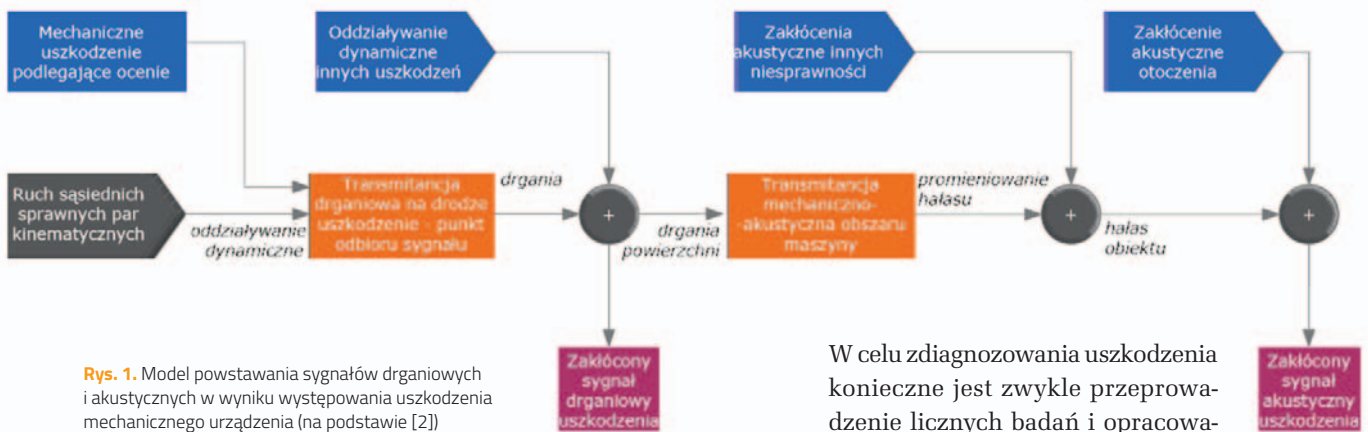 Mechaniczne
uszkodzenie
podlegające ocenie
Oddziaływanie
dynamiczne
innych uszkodzeń
Zakłócenia
akustyczne innych
niesprawności
Zakłócenie
akustyczne
otoczenia
Ruch sąsiednich
sprawnych par
kinematycznych
oddziaływanie
dynamiczne
Transmitancja
drganiowa na drodze
uszkodzenie - punkt
odbioru sygnału
drgania
+
drgania
powierzchni
Transmitancja
mechaniczno-
-akustyczna obszaru
maszyny
promieniowanie
hałasu
+
hałas
obiektu
+
Zakłócony
sygnał
drganiowy
uszkodzenia
Zakłócony
sygnał
akustyczny
uszkodzenia
Rys. 1. Model powstawania sygnałów drganiowych
i akustycznych w wyniku występowania uszkodzenia
mechanicznego urządzenia (na podstawie [2])
W celu zdiagnozowania uszkodzenia
konieczne jest zwykle przeprowa-
dzenie licznych badań i opracowa-